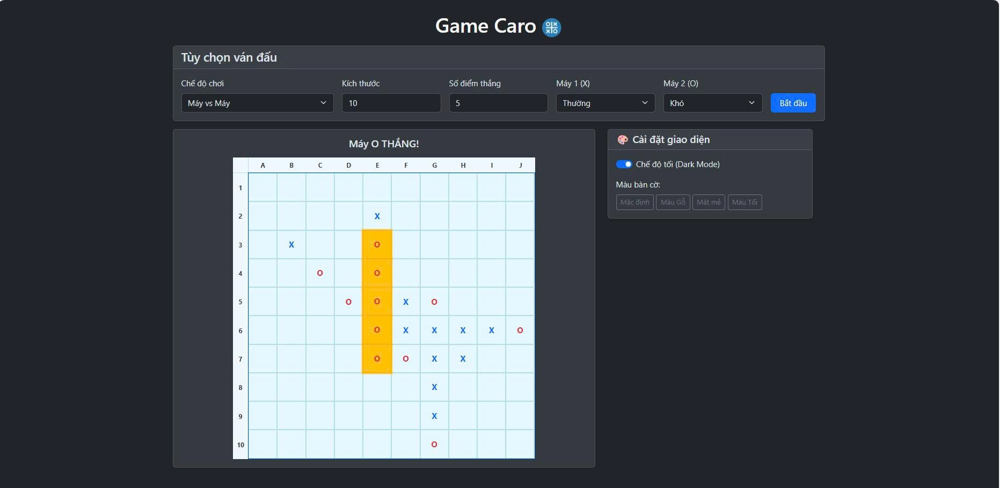 Game Caro
Tùy chọn ván đấu
Chế độ chơi Kích thước Số điểm thắng Máy 1 (X) Máy 2 (O)
Máy vs Máy 10 5 Thường Khó Bắt đầu
Máy O THẮNG!
A B C D E F G H I J
1
2 X
3 X O
4 O O
5 O O X O
6 O X X X X O
7 O O X X
8 X
9 X
10 O
Cài đặt giao diện
Chế độ tối (Dark Mode)
Màu bàn cờ:
Mặc định Màu Gỗ Mát mẻ Màu Tối